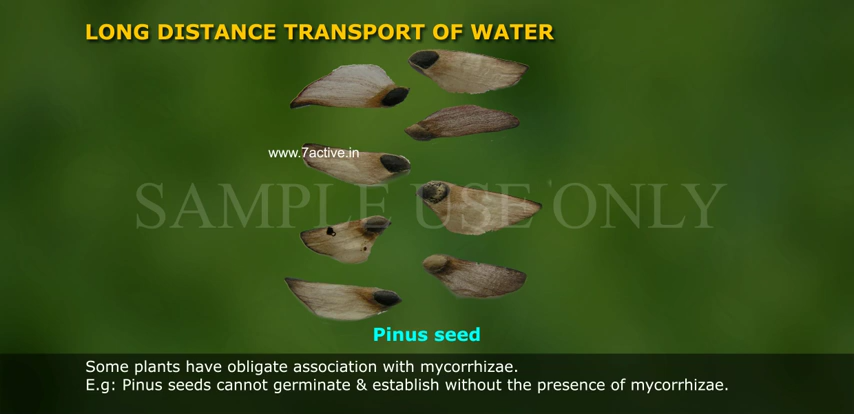 LONG DISTANCE TRANSPORT OF WATER
www.7active.in
SAMPLE USE ONLY
Pinus seed
Some plants have obligate association with mycorrhizae.
E.g: Pinus seeds cannot germinate & establish without the presence of mycorrhizae.